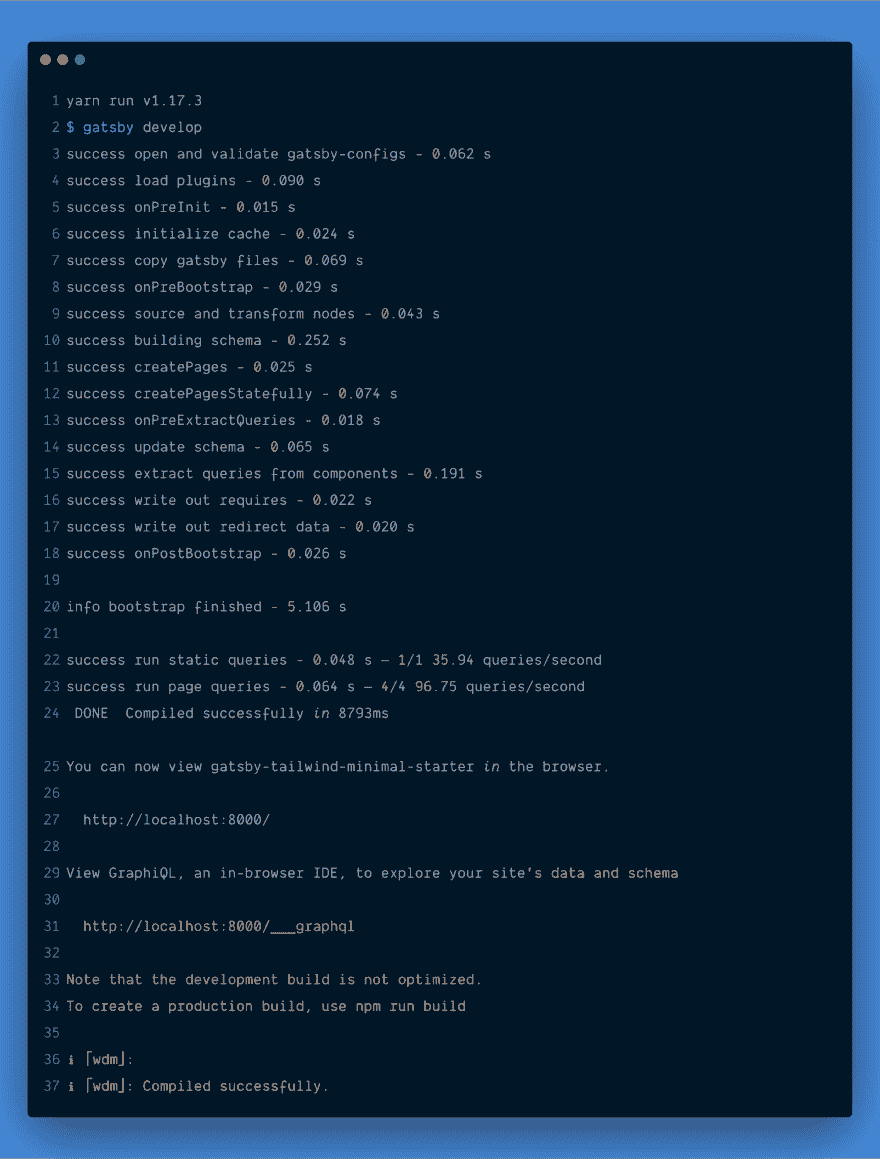 1 yarn run v1.17.3
2 $ gatsby develop
3 success open and validate gatsby-configs - 0.062 s
4 success load plugins - 0.090 s
5 success onPreInit - 0.015 s
6 success initialize cache - 0.024 s
7 success copy gatsby files - 0.069 s
8 success onPreBootstrap - 0.029 s
9 success source and transform nodes - 0.043 s
10 success building schema - 0.252 s
11 success createPages - 0.025 s
12 success createPagesStatefully - 0.074 s
13 success onPreExtractQueries - 0.018 s
14 success update schema - 0.065 s
15 success extract queries from components - 0.191 s
16 success write out requires - 0.022 s
17 success write out redirect data - 0.020 s
18 success onPostBootstrap - 0.026 s
19
20 info bootstrap finished - 5.106 s
21
22 success run static queries - 0.048 s — 1/1 35.94 queries/second
23 success run page queries - 0.064 s — 4/4 96.75 queries/second
24 DONE  Compiled successfully in 8793ms
25 You can now view gatsby-tailwind-minimal-starter in the browser.
26
27 http://localhost:8000/
28
29 View GraphiQL, an in-browser IDE, to explore your site's data and schema
30
31 http://localhost:8000/___graphql
32
33 Note that the development build is not optimized.
34 To create a production build, use npm run build
35
36 ℹ ｢wdm｣:
37 ℹ ｢wdm｣: Compiled successfully.